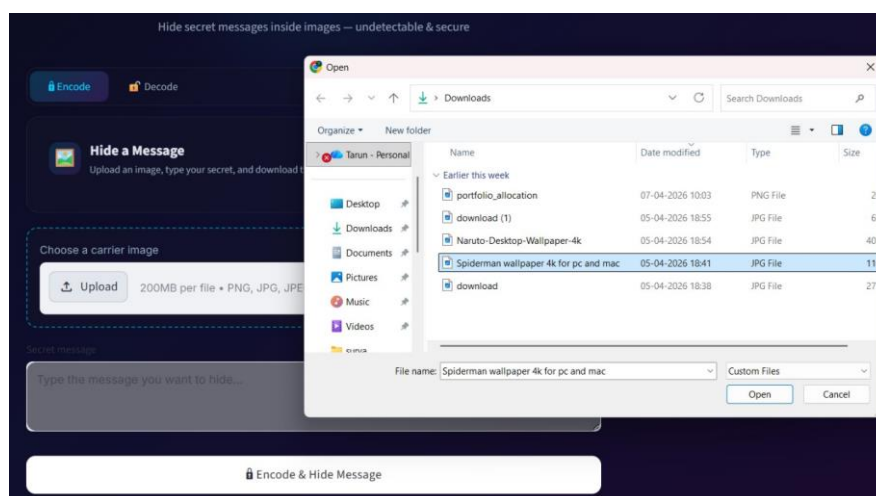 Hide secret messages inside images — undetectable & secure
Encode
Decode
Hide a Message
Upload an image, type your secret, and download t
Choose a carrier image
Upload
200MB per file • PNG, JPG, JPE
Secret message
Type the message you want to hide...
Encode & Hide Message
Open
Downloads
Search Downloads
Organize
New folder
Tarun - Personal
Desktop
Downloads
Documents
Pictures
Music
Videos
surya
Name Date modified Type Size
Earlier this week
portfolio_allocation 07-04-2026 10:03 PNG File 2
download (1) 05-04-2026 18:55 JPG File 6
Naruto-Desktop-Wallpaper-4k 05-04-2026 18:54 JPG File 40
Spiderman wallpaper 4k for pc and mac 05-04-2026 18:41 JPG File 11
download 05-04-2026 18:38 JPG File 27
File name: Spiderman wallpaper 4k for pc and mac
Custom Files
Open
Cancel